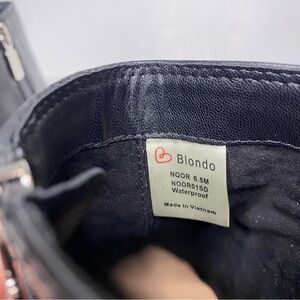 Blondo
NOOR 6.5M
NOOR01SD
Waterproof
Made in Vietnam